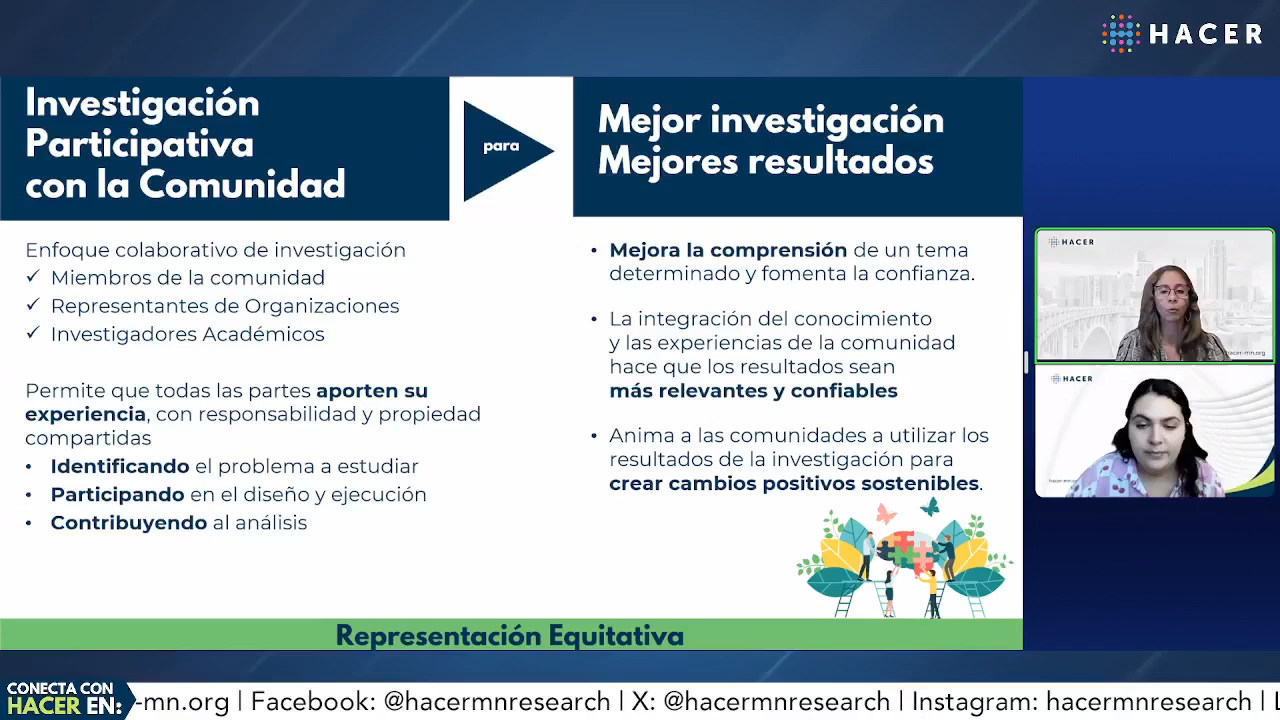 HACER
Investigación
Participativa
con la Comunidad
para
Mejor investigación
Mejores resultados
Enfoque colaborativo de investigación
✓ Miembros de la comunidad
✓ Representantes de Organizaciones
✓ Investigadores Académicos
Permite que todas las partes aporten su
experiencia, con responsabilidad y propiedad
compartidas
• Identificando el problema a estudiar
• Participando en el diseño y ejecución
• Contribuyendo al análisis
• Mejora la comprensión de un tema
determinado y fomenta la confianza.
• La integración del conocimiento
y las experiencias de la comunidad
hace que los resultados sean
más relevantes y confiables
• Anima a las comunidades a utilizar los
resultados de la investigación para
crear cambios positivos sostenibles.
Representación Equitativa
HACER
hacer-mn.org
HACER
CONECTA CON
HACER EN:
-mn.org | Facebook: @hacermnresearch | X: @hacermnresearch | Instagram: hacermnresearch |